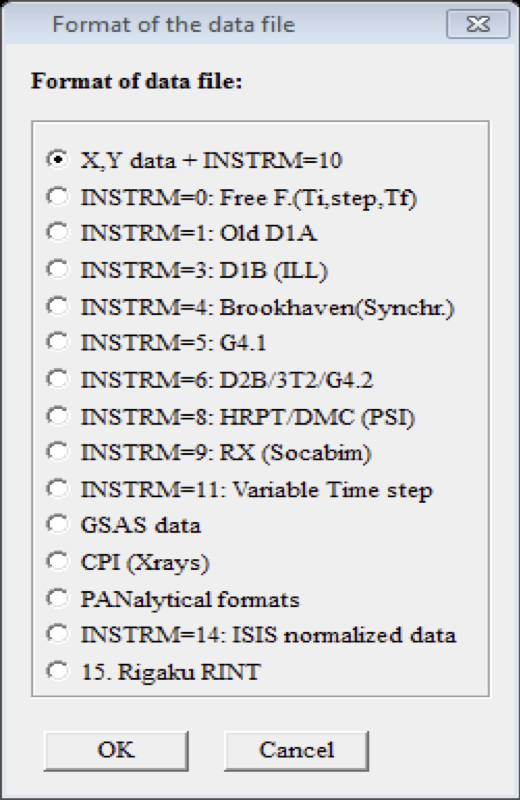 Format of the data file
Format of data file:
X,Y data + INSTRM=10
INSTRM=0: Free F.(Ti,step,Tf)
INSTRM=1: Old D1A
INSTRM=3: D1B (ILL)
INSTRM=4: Brookhaven(Synchr.)
INSTRM=5: G4.1
INSTRM=6: D2B/3T2/G4.2
INSTRM=8: HRPT/DMC (PSI)
INSTRM=9: RX (Socabim)
INSTRM=11: Variable Time step
GSAS data
CPI (Xrays)
PANalytical formats
INSTRM=14: ISIS normalized data
15. Rigaku RINT
OK Cancel